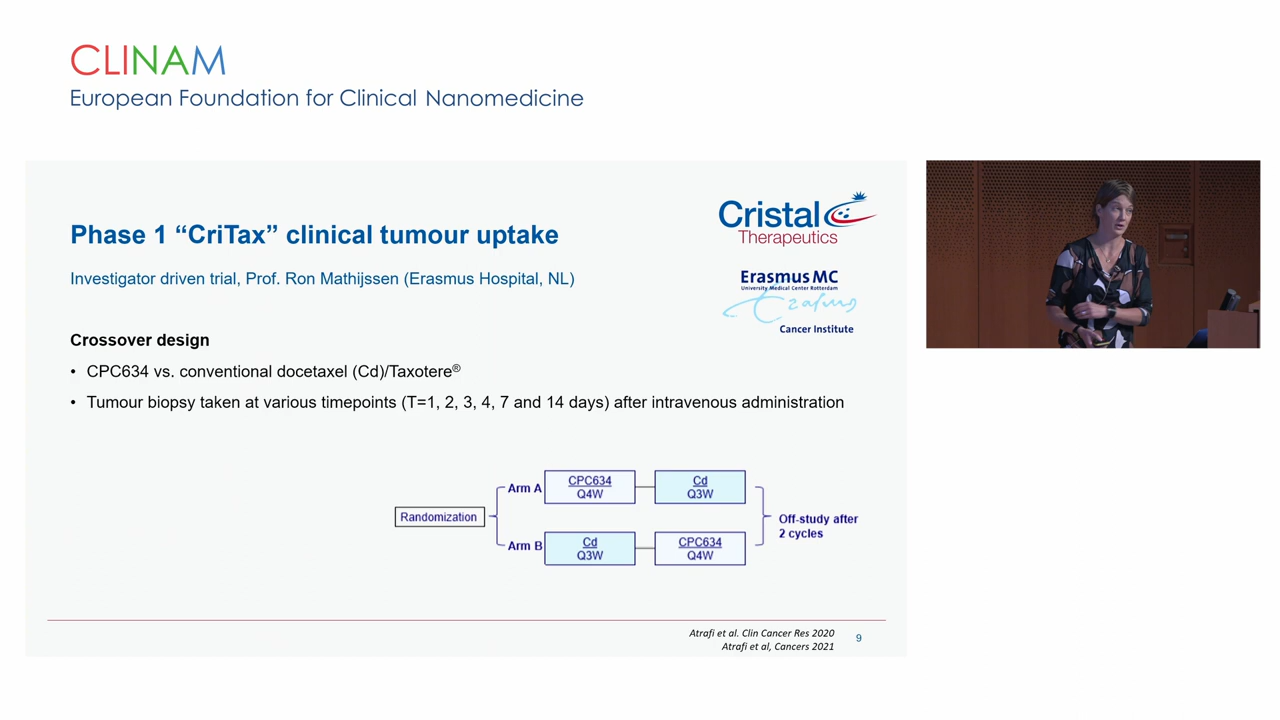 CLINAM
European Foundation for Clinical Nanomedicine
Cristal
Therapeutics
Phase 1 “CriTax” clinical tumour uptake
Investigator driven trial, Prof. Ron Mathijssen (Erasmus Hospital, NL)
Erasmus MC
University Medical Center Rotterdam
Erasmus
Cancer Institute
Crossover design
• CPC634 vs. conventional docetaxel (Cd)/Taxotere®
• Tumour biopsy taken at various timepoints (T=1, 2, 3, 4, 7 and 14 days) after intravenous administration
Randomization
Arm A
CPC634
Q4W
Cd
Q3W
Arm B
Cd
Q3W
CPC634
Q4W
Off-study after
2 cycles
Atrafi et al. Clin Cancer Res 2020
Atrafi et al, Cancers 2021
9